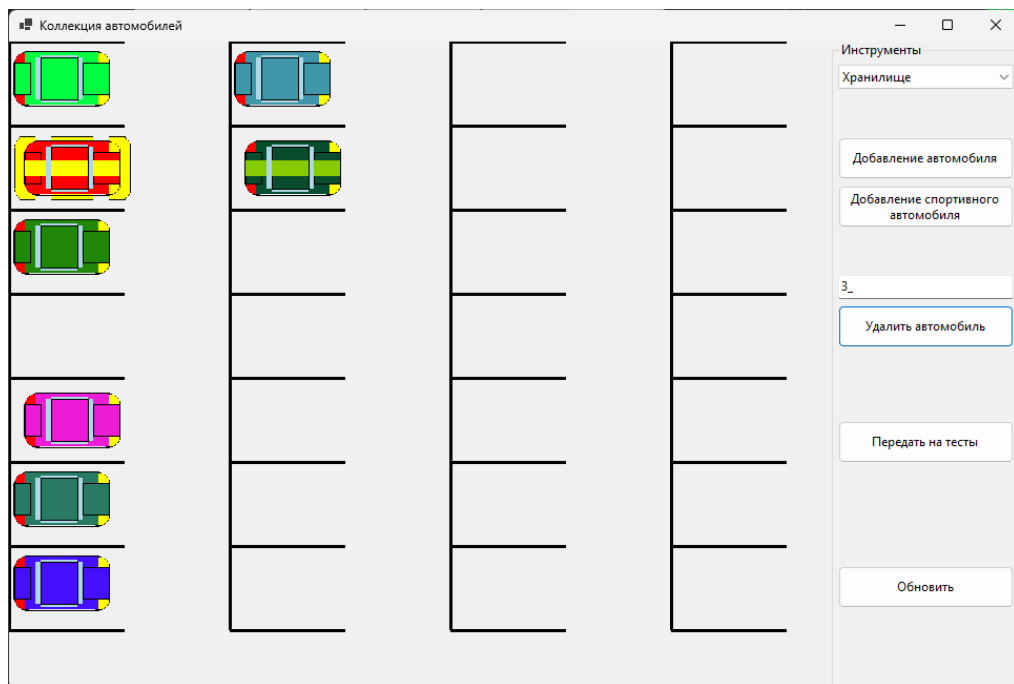 Коллекция автомобилей
Инструменты
Хранилище
Добавление автомобиля
Добавление спортивного
автомобиля
3_
Удалить автомобиль
Передать на тесты
Обновить